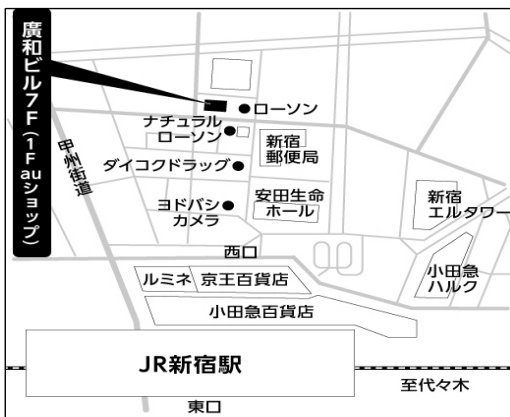 廣和ビル7F(1F auショップ)
甲州街道
ローソン
ナチュラル
ローソン
新宿
郵便局
ダイコクドラッグ
ヨドバシ
カメラ
安田生命
ホール
新宿
エルタワー
西口
小田急
ハルク
ルミネ
京王百貨店
小田急百貨店
JR新宿駅
至代々木
東口